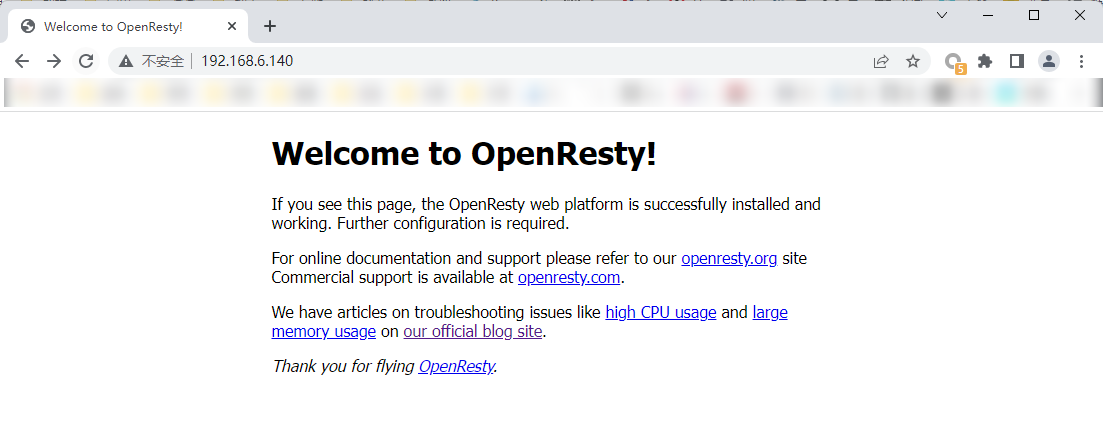 Welcome to OpenResty!
不安全 192.168.6.140
5
Welcome to OpenResty!
If you see this page, the OpenResty web platform is successfully installed and
working. Further configuration is required.
For online documentation and support please refer to our openresty.org site
Commercial support is available at openresty.com.
We have articles on troubleshooting issues like high CPU usage and large
memory usage on our official blog site.
Thank you for flying OpenResty.